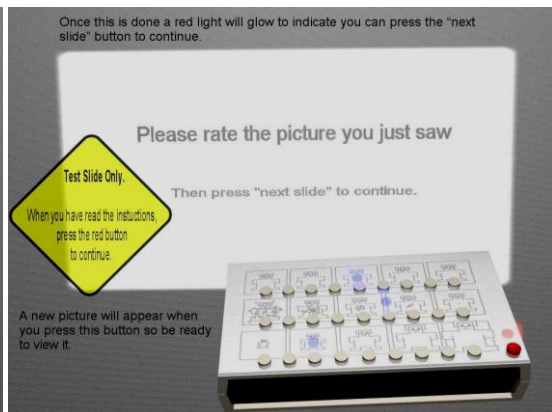 Once this is done a red light will glow to indicate you can press the “next
slide” button to continue.
Please rate the picture you just saw
Then press "next slide" to continue.
Test Slide Only.
When you have read the instuctions,
press the red button
to continue.
A new picture will appear when
you press this button so be ready
to view it.